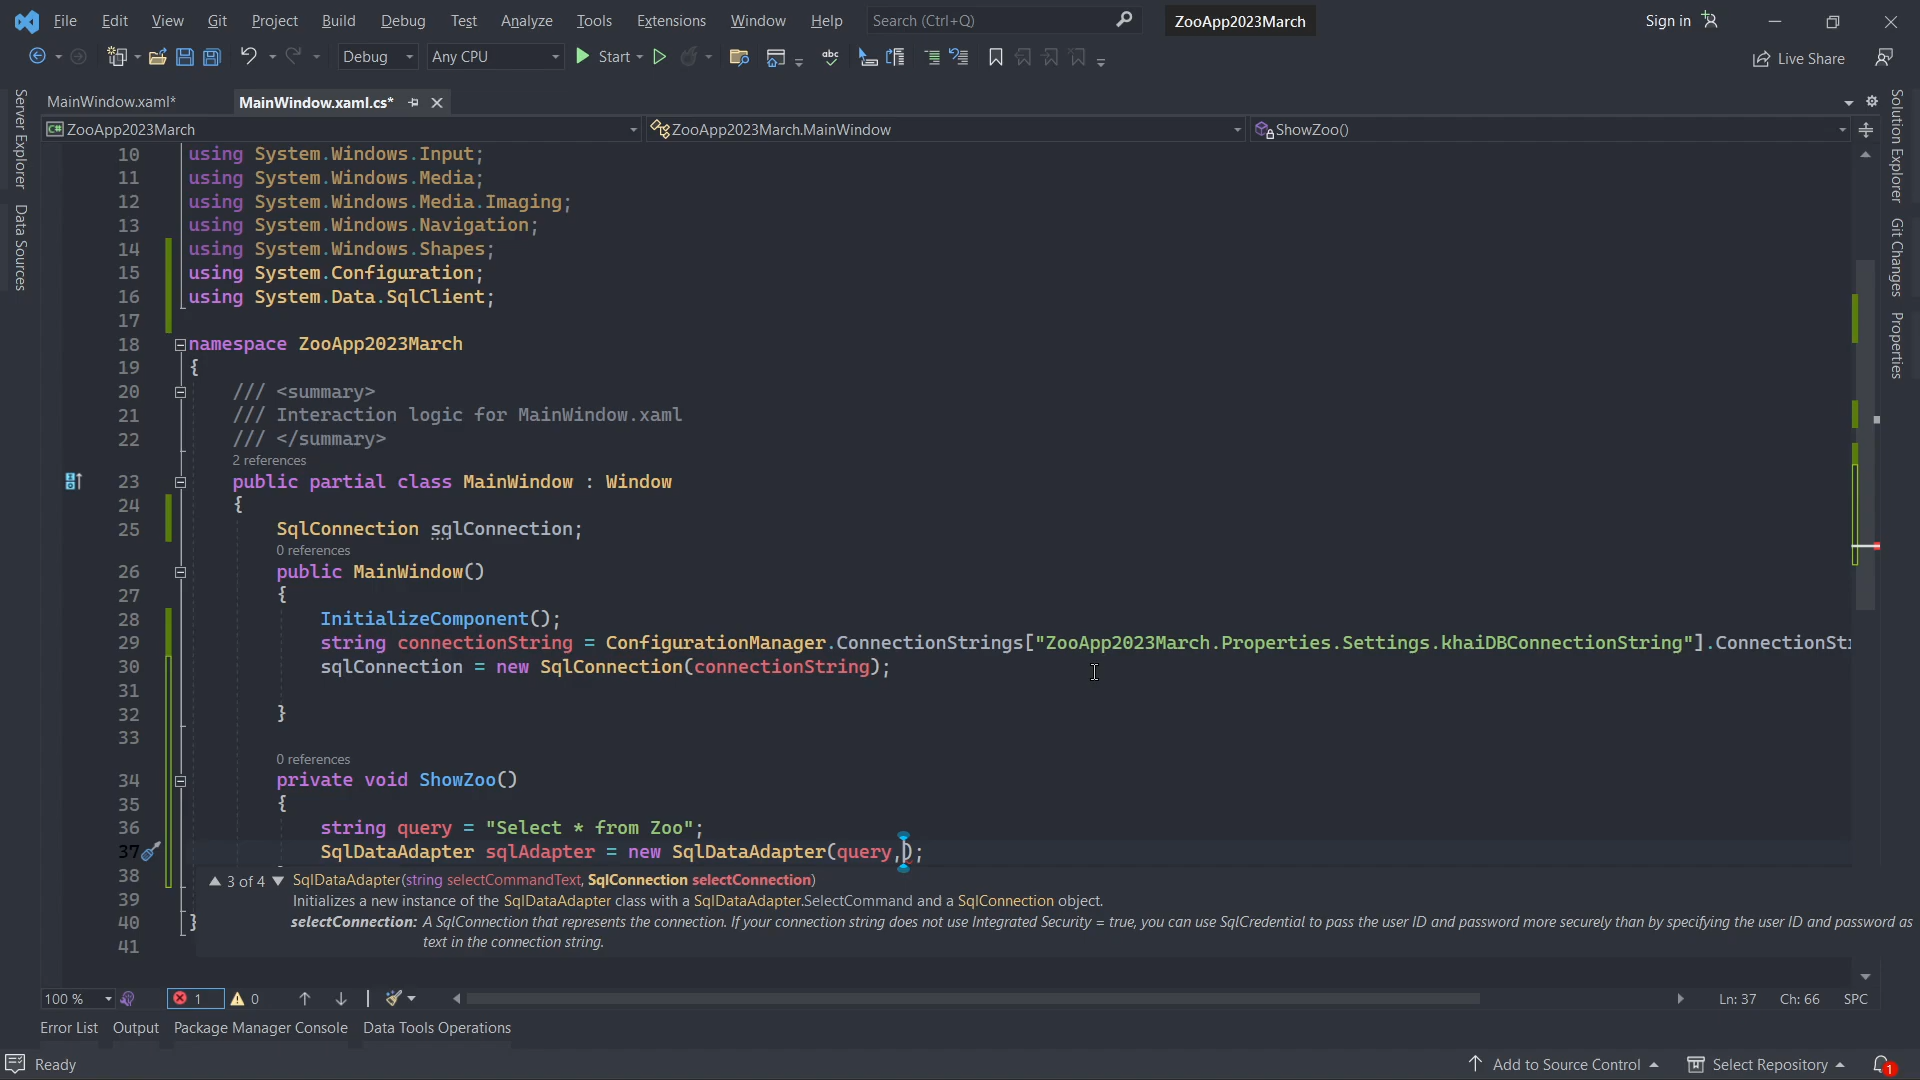 File Edit View Git Project Build Debug Test Analyze Tools Extensions Window Help Search (Ctrl+Q) ZooApp2023March Sign in
Debug Any CPU Start abc Live Share
MainWindow.xaml* MainWindow.xaml.cs*
C# ZooApp2023March ZooApp2023March.MainWindow ShowZoo()
Server Explorer
Data Sources
Solution Explorer
Git Changes
Properties
10 using System.Windows.Input;
11 using System.Windows.Media;
12 using System.Windows.Media.Imaging;
13 using System.Windows.Navigation;
14 using System.Windows.Shapes;
15 using System.Configuration;
16 using System.Data.SqlClient;
17
18 namespace ZooApp2023March
19 {
20 /// <summary>
21 /// Interaction logic for MainWindow.xaml
22 /// </summary>
2 references
23 public partial class MainWindow : Window
24 {
25 SqlConnection sqlConnection;
0 references
26 public MainWindow()
27 {
28 InitializeComponent();
29 string connectionString = ConfigurationManager.ConnectionStrings["ZooApp2023March.Properties.Settings.khaiDBConnectionString"].ConnectionStr
30 sqlConnection = new SqlConnection(connectionString);
31
32 }
33
0 references
34 private void ShowZoo()
35 {
36 string query = "Select * from Zoo";
37 SqlDataAdapter sqlAdapter = new SqlDataAdapter(query,);
38
39
40 }
41
3 of 4 SqlDataAdapter(string selectCommandText, SqlConnection selectConnection)
Initializes a new instance of the SqlDataAdapter class with a SqlDataAdapter.SelectCommand and a SqlConnection object.
selectConnection: A SqlConnection that represents the connection. If your connection string does not use Integrated Security = true, you can use SqlCredential to pass the user ID and password more securely than by specifying the user ID and password as
text in the connection string.
100 % 1 0 Ln: 37 Ch: 66 SPC
Error List Output Package Manager Console Data Tools Operations
Ready Add to Source Control Select Repository 1